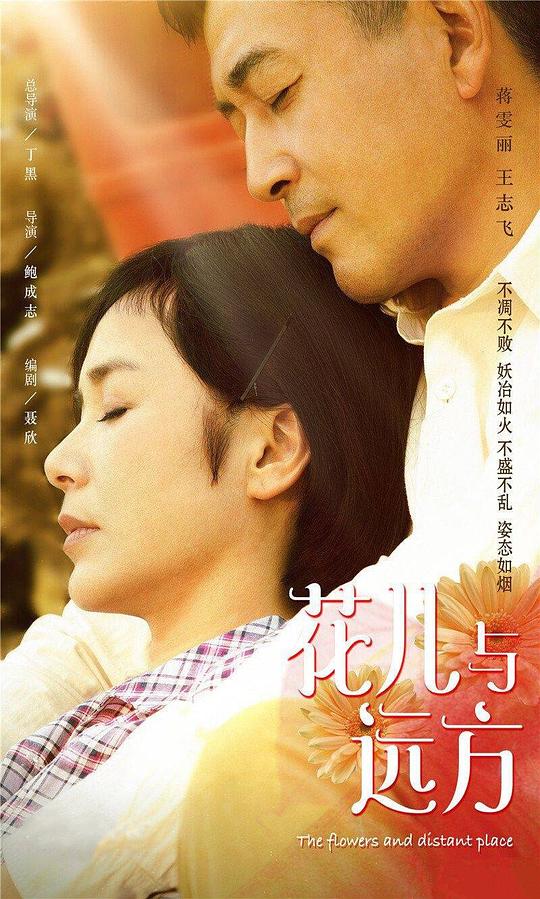 总导演／丁黑
导演／鲍成志
编剧／聂欣
蒋雯丽 王志飞
不凋不败 妖冶如火 不盛不乱 姿态如烟
花儿与
远方
The flowers and distant place